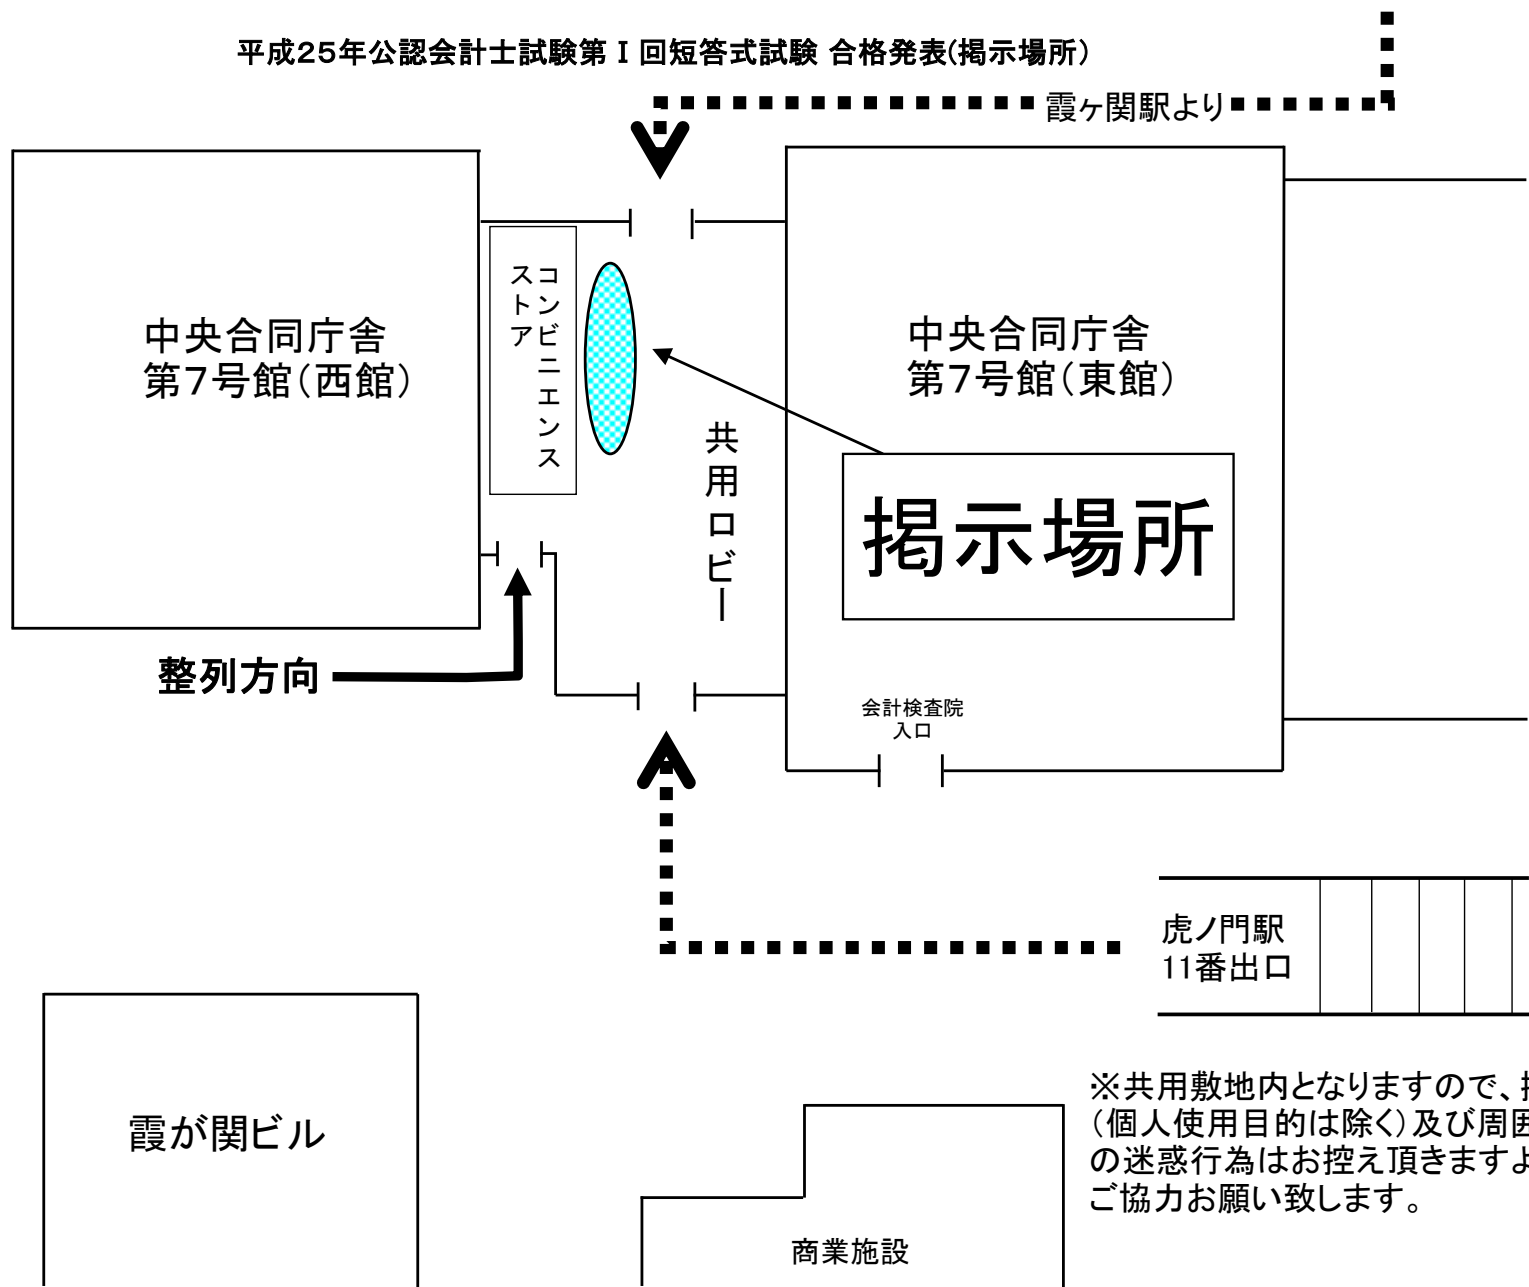 平成25年公認会計士試験第Ⅰ回短答式試験 合格発表(掲示場所)
霞ヶ関駅より
中央合同庁舎
第7号館(西館)
コンビニエンス
ストア
共用ロビー
中央合同庁舎
第7号館(東館)
掲示場所
整列方向
会計検査院
入口
虎ノ門駅
11番出口
霞が関ビル
商業施設
※共用敷地内となりますので、
(個人使用目的は除く)及び周囲
の迷惑行為はお控え頂きますよ
ご協力お願い致します。